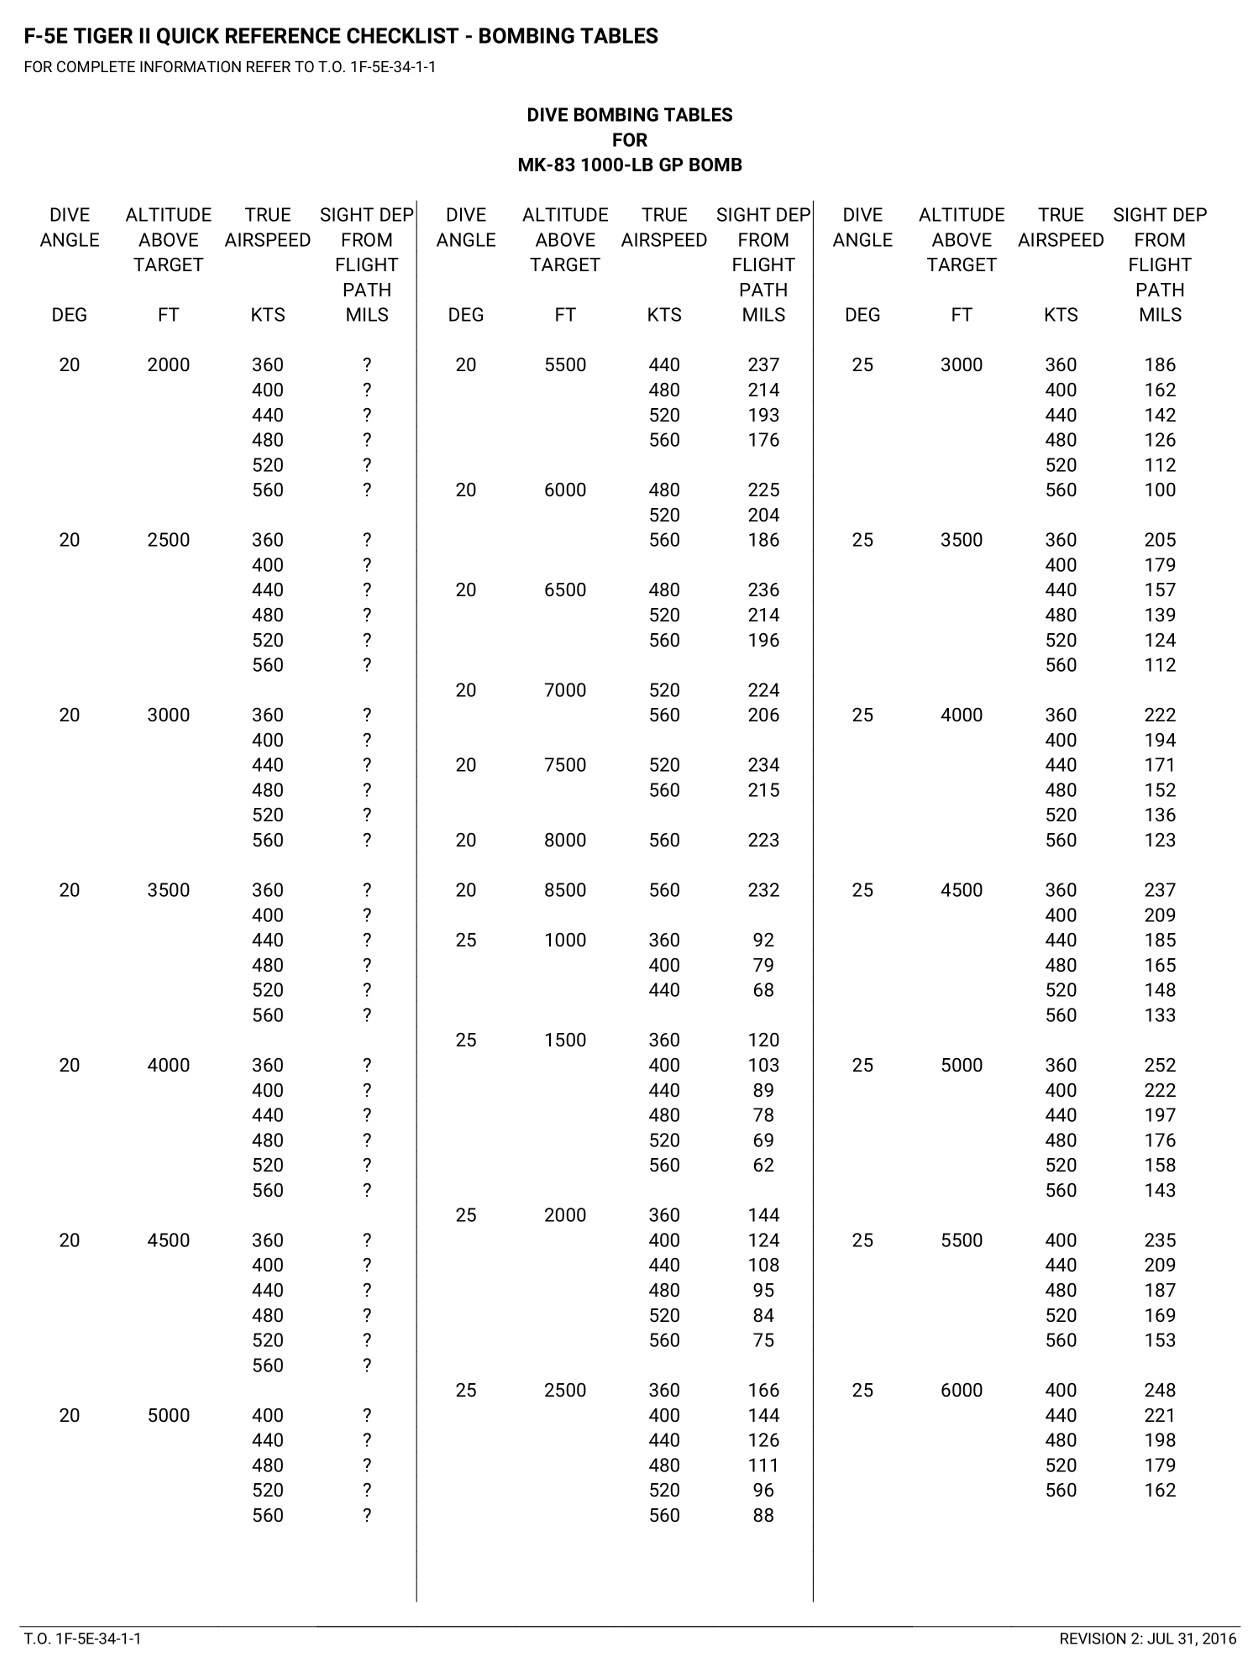 F-5E TIGER II QUICK REFERENCE CHECKLIST - BOMBING TABLES
FOR COMPLETE INFORMATION REFER TO T.O. 1F-5E-34-1-1
DIVE BOMBING TABLES
FOR
MK-83 1000-LB GP BOMB
DIVE ALTITUDE TRUE SIGHT DEP DIVE ALTITUDE TRUE SIGHT DEP DIVE ALTITUDE TRUE SIGHT DEP
ANGLE ABOVE AIRSPEED FROM ANGLE ABOVE AIRSPEED FROM ANGLE ABOVE AIRSPEED FROM
TARGET FLIGHT TARGET FLIGHT TARGET FLIGHT
PATH PATH PATH
DEG FT KTS MILS DEG FT KTS MILS DEG FT KTS MILS
20 2000 360 ? 20 5500 440 237 25 3000 360 186
400 ? 480 214 400 162
440 ? 520 193 440 142
480 ? 560 176 480 126
520 ? 520 112
560 ? 20 6000 480 225 560 100
520 204
20 2500 360 ? 560 186 25 3500 360 205
400 ? 400 179
440 ? 20 6500 480 236 440 157
480 ? 520 214 480 139
520 ? 560 196 520 124
560 ? 560 112
20 7000 520 224
20 3000 360 ? 560 206 25 4000 360 222
400 ? 400 194
440 ? 20 7500 520 234 440 171
480 ? 560 215 480 152
520 ? 520 136
560 ? 20 8000 560 223 560 123
20 3500 360 ? 20 8500 560 232 25 4500 360 237
400 ? 400 209
440 ? 25 1000 360 92 440 185
480 ? 400 79 480 165
520 ? 440 68 520 148
560 ? 560 133
25 1500 360 120
20 4000 360 ? 400 103 25 5000 360 252
400 ? 440 89 400 222
440 ? 480 78 440 197
480 ? 520 69 480 176
520 ? 560 62 520 158
560 ? 560 143
25 2000 360 144
20 4500 360 ? 400 124 25 5500 400 235
400 ? 440 108 440 209
440 ? 480 95 480 187
480 ? 520 84 520 169
520 ? 560 75 560 153
560 ?
25 2500 360 166 25 6000 400 248
20 5000 400 ? 400 144 440 221
440 ? 440 126 480 198
480 ? 480 111 520 179
520 ? 520 96 560 162
560 ? 560 88
T.O. 1F-5E-34-1-1 REVISION 2: JUL 31, 2016